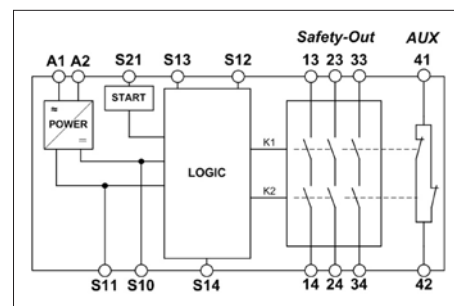 Safety-Out AUX
A1 A2 S21 S13 S12 13 23 33 41
START
≂
POWER
=
K1
LOGIC
K2
S11 S10 S14 14 24 34 42